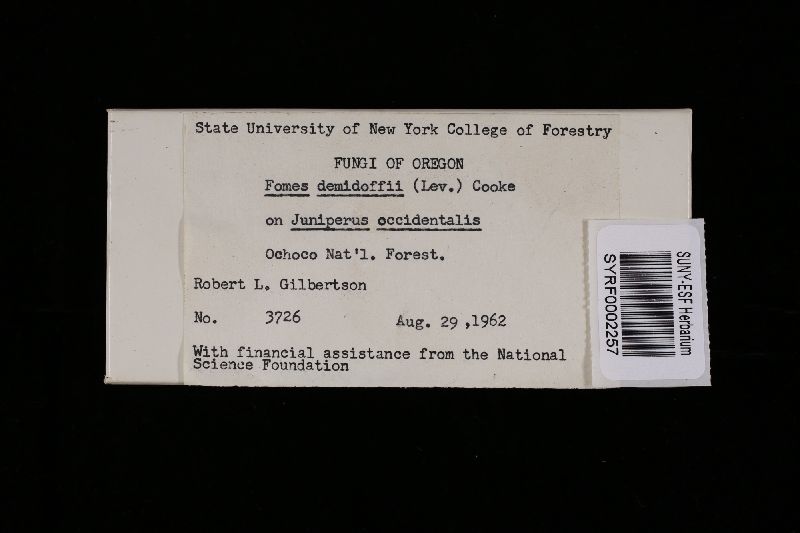 State University of New York College of Forestry
FUNGI OF OREGON
Fomes demidoffii (Lev.) Cooke
on Juniperus occidentalis
Ochoco Nat'l. Forest.
Robert L. Gilbertson
No. 3726 Aug. 29 ,1962
With financial assistance from the National
Science Foundation
SUNY-ESF Herbarium
SYRF0002257